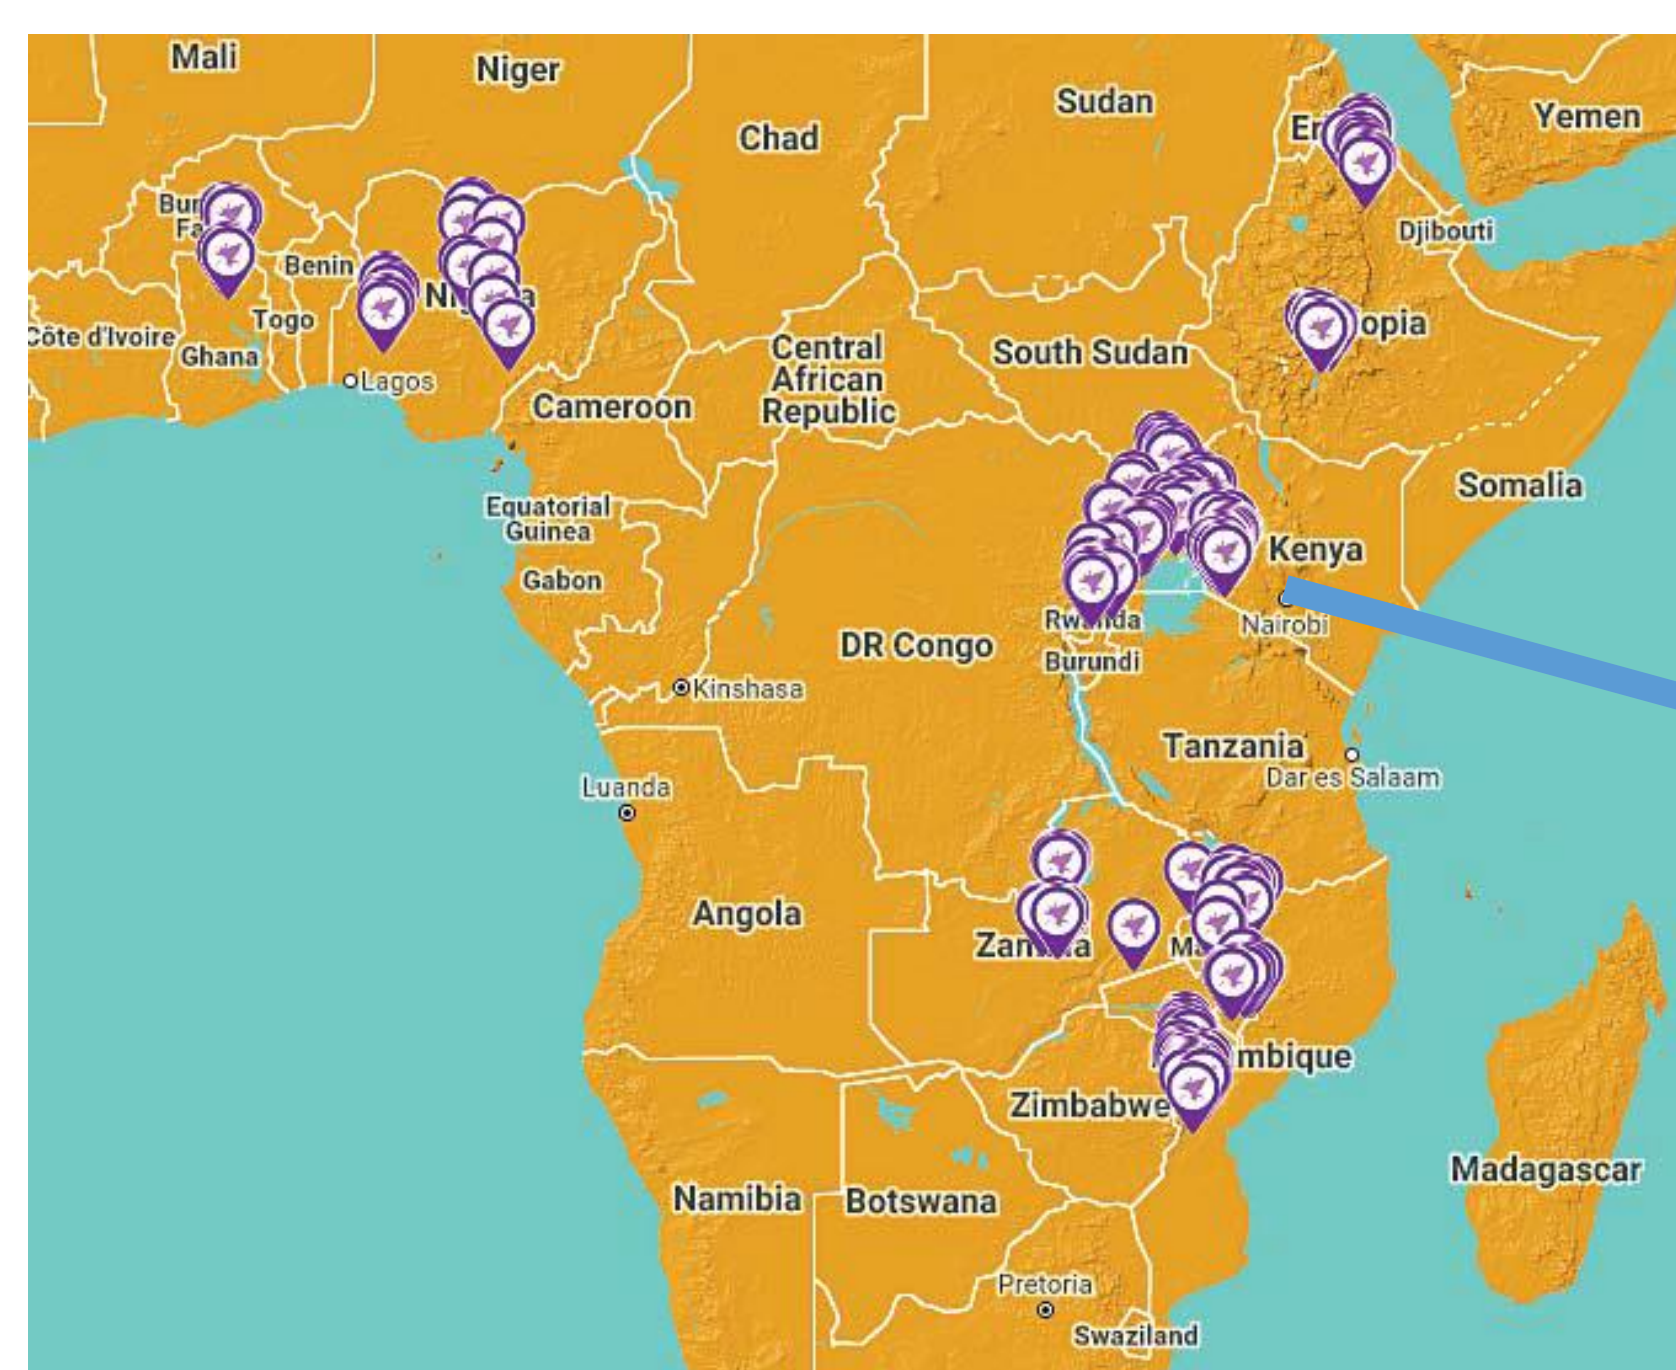 Mali
Niger
Sudan
Yemen
Chad
Djibouti
Benin
Togo
Côte d'Ivoire
Ghana
Lagos
Central
African
Republic
South Sudan
Cameroon
Somalia
Equatorial
Guinea
Kenya
Gabon
Nairobi
DR Congo
Burundi
Kinshasa
Tanzania
Dar es Salaam
Luanda
Angola
Zimbabwe
Madagascar
Namibia
Botswana
Pretoria
Swaziland